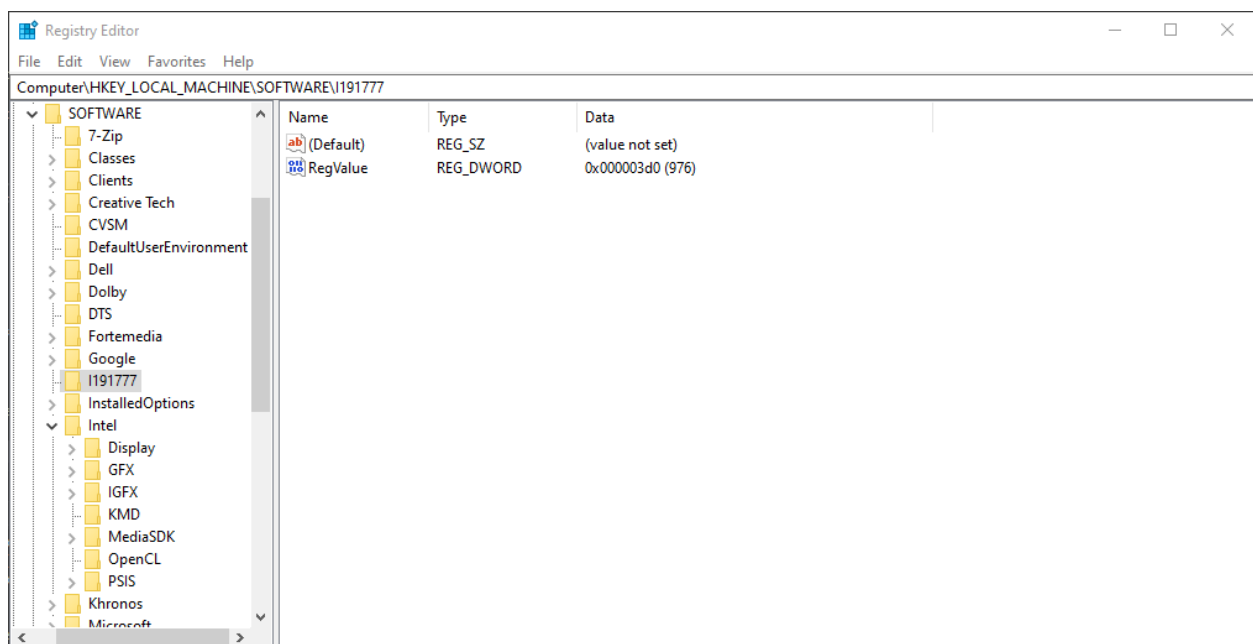 Registry Editor
File Edit View Favorites Help
Computer\HKEY_LOCAL_MACHINE\SOFTWARE\I191777
SOFTWARE
7-Zip
Classes
Clients
Creative Tech
CVSM
DefaultUserEnvironment
Dell
Dolby
DTS
Fortemedia
Google
I191777
InstalledOptions
Intel
Display
GFX
IGFX
KMD
MediaSDK
OpenCL
PSIS
Khronos
Microsoft
Name Type Data
(Default) REG_SZ (value not set)
RegValue REG_DWORD 0x000003d0 (976)